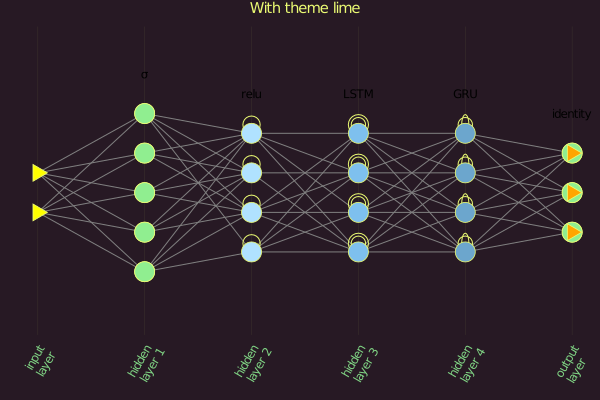 With theme lime
σ
relu
LSTM
GRU
identity
input
layer
hidden
layer 1
hidden
layer 2
hidden
layer 3
hidden
layer 4
output
layer